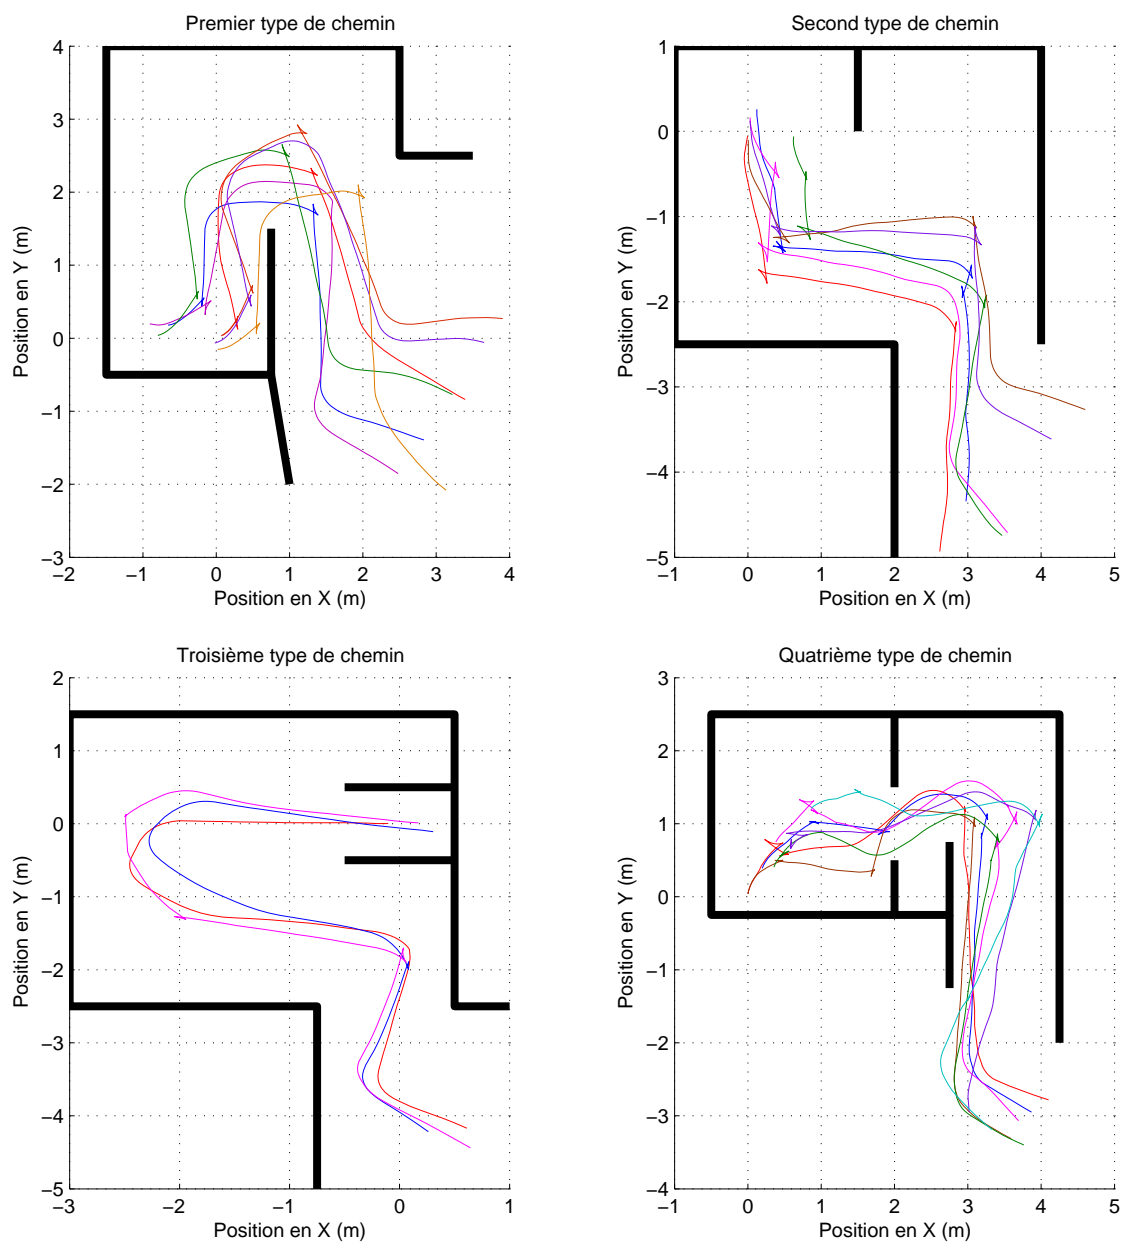 Premier type de chemin
4
3
2
1
0
−1
−2
−3
−2 −1 0 1 2 3 4
Position en X (m)
Position en Y (m)
Second type de chemin
1
0
−1
−2
−3
−4
−5
−1 0 1 2 3 4 5
Position en X (m)
Position en Y (m)
Troisième type de chemin
2
1
0
−1
−2
−3
−4
−5
−3 −2 −1 0 1
Position en X (m)
Position en Y (m)
Quatrième type de chemin
3
2
1
0
−1
−2
−3
−4
−1 0 1 2 3 4 5
Position en X (m)
Position en Y (m)